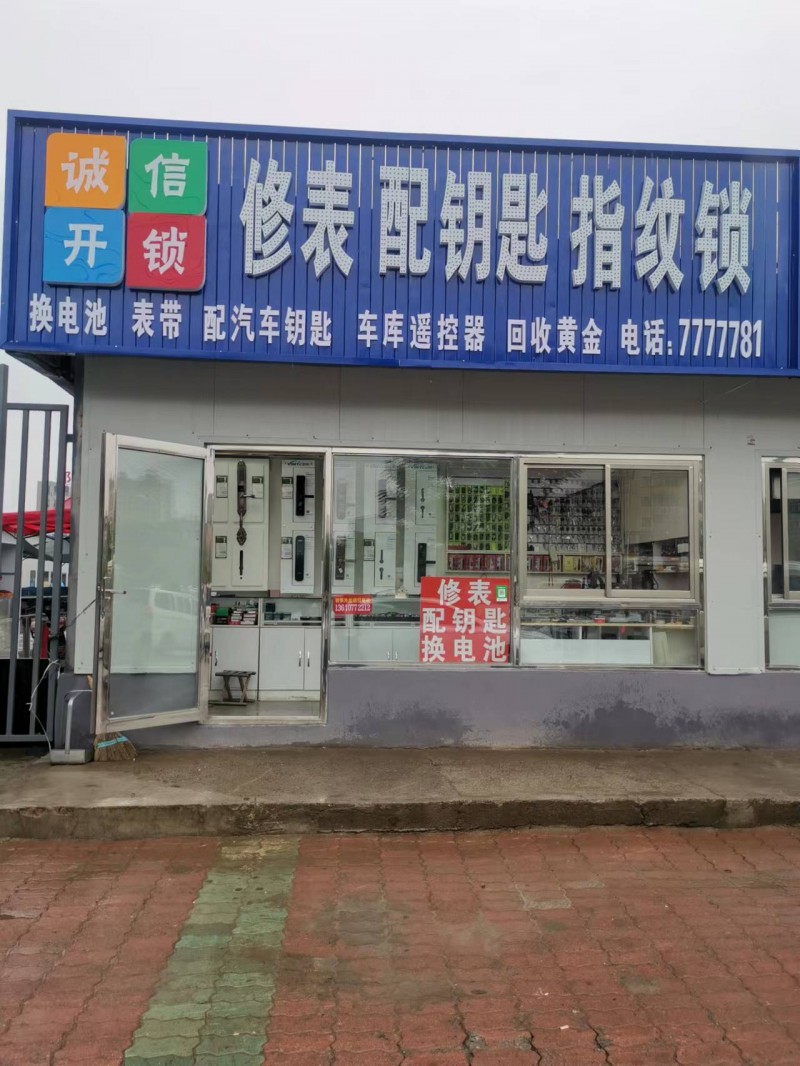 诚信
开锁
修表 配钥匙 指纹锁
换电池 表带 配汽车钥匙 车库遥控器 回收黄金 电话:7777781
13610772213
修表
配钥匙
换电池